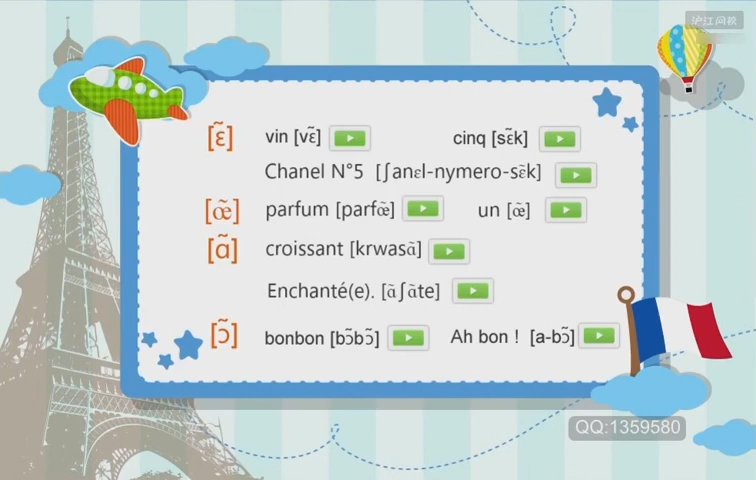 沪江网校
[ɛ̃] vin [vɛ̃] cinq [sɛ̃k]
Chanel N°5 [ʃanɛl-nymero-sɛ̃k]
[œ̃] parfum [parfœ̃] un [œ̃]
[ɑ̃] croissant [krwasɑ̃]
Enchanté(e). [ɑ̃ʃɑ̃te]
[ɔ̃] bonbon [bɔ̃bɔ̃] Ah bon ! [a-bɔ̃]
QQ:1359580